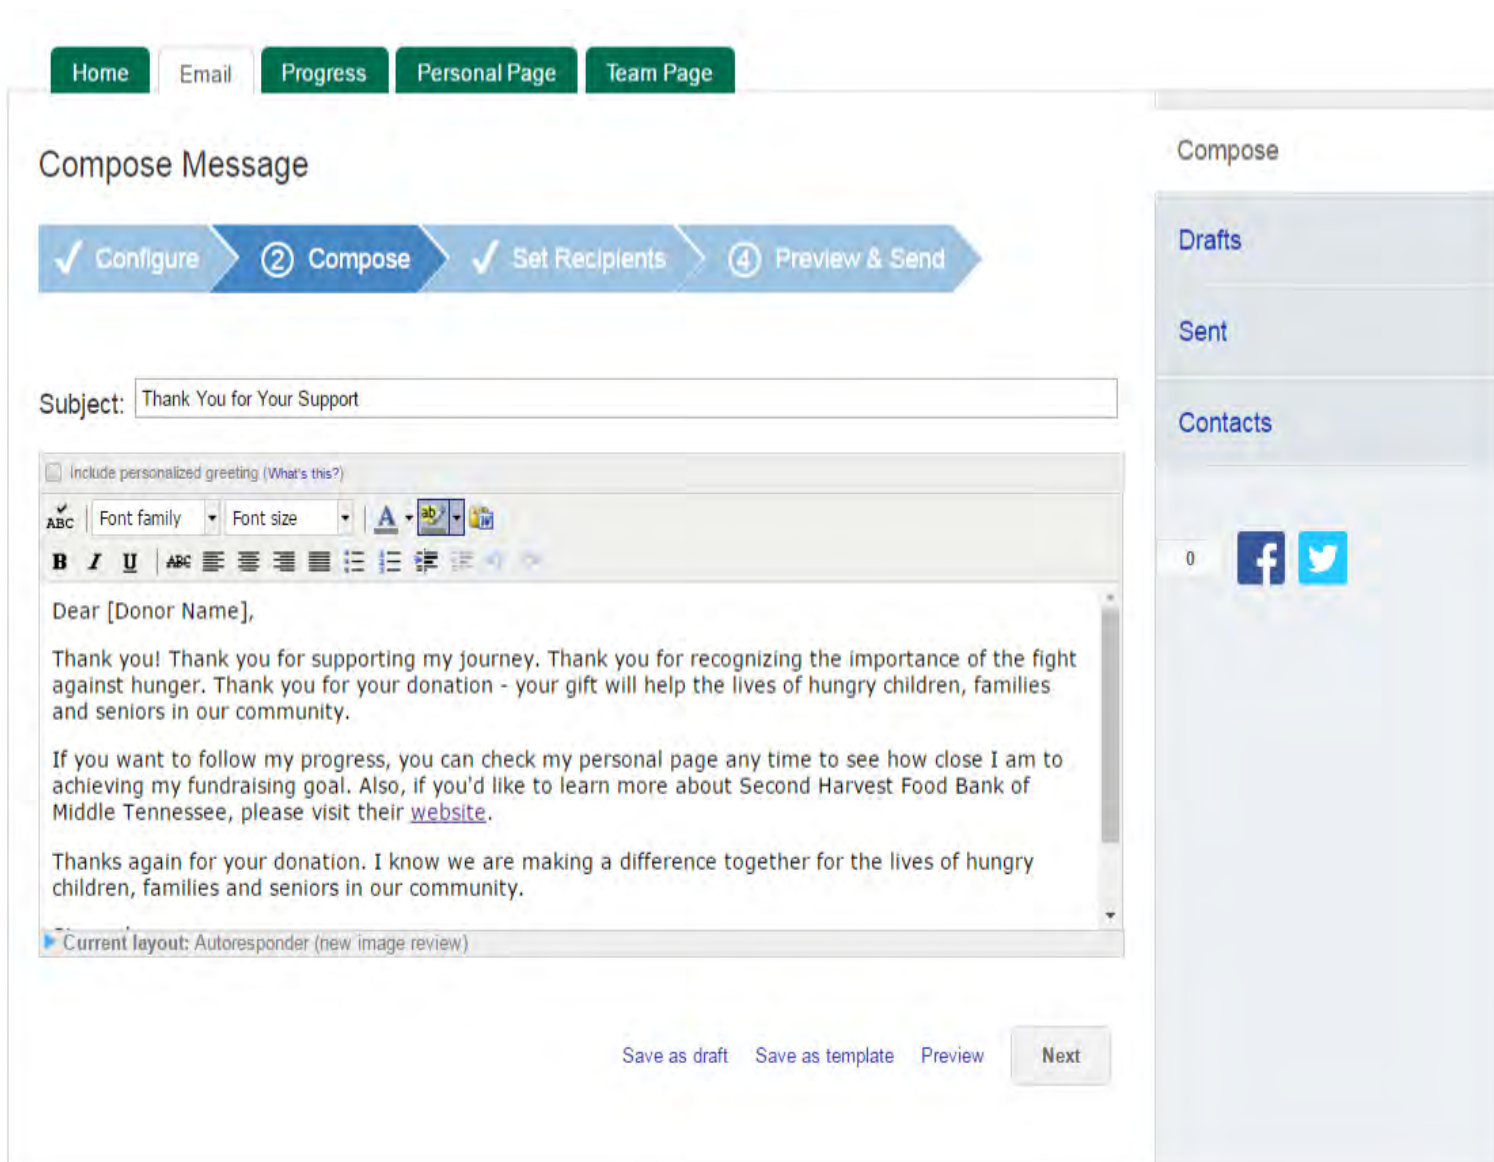 Home Email Progress Personal Page Team Page
Compose Message
Configure 2 Compose Set Recipients 4 Preview & Send
Subject: Thank You for Your Support
Include personalized greeting (What's this?)
ABC Font family Font size A ab W
B I U ABC
Dear [Donor Name],
Thank you! Thank you for supporting my journey. Thank you for recognizing the importance of the fight
against hunger. Thank you for your donation - your gift will help the lives of hungry children, families
and seniors in our community.
If you want to follow my progress, you can check my personal page any time to see how close I am to
achieving my fundraising goal. Also, if you'd like to learn more about Second Harvest Food Bank of
Middle Tennessee, please visit their website.
Thanks again for your donation. I know we are making a difference together for the lives of hungry
children, families and seniors in our community.
Current layout: Autoresponder (new image review)
Save as draft Save as template Preview Next
Compose
Drafts
Sent
Contacts
0 f